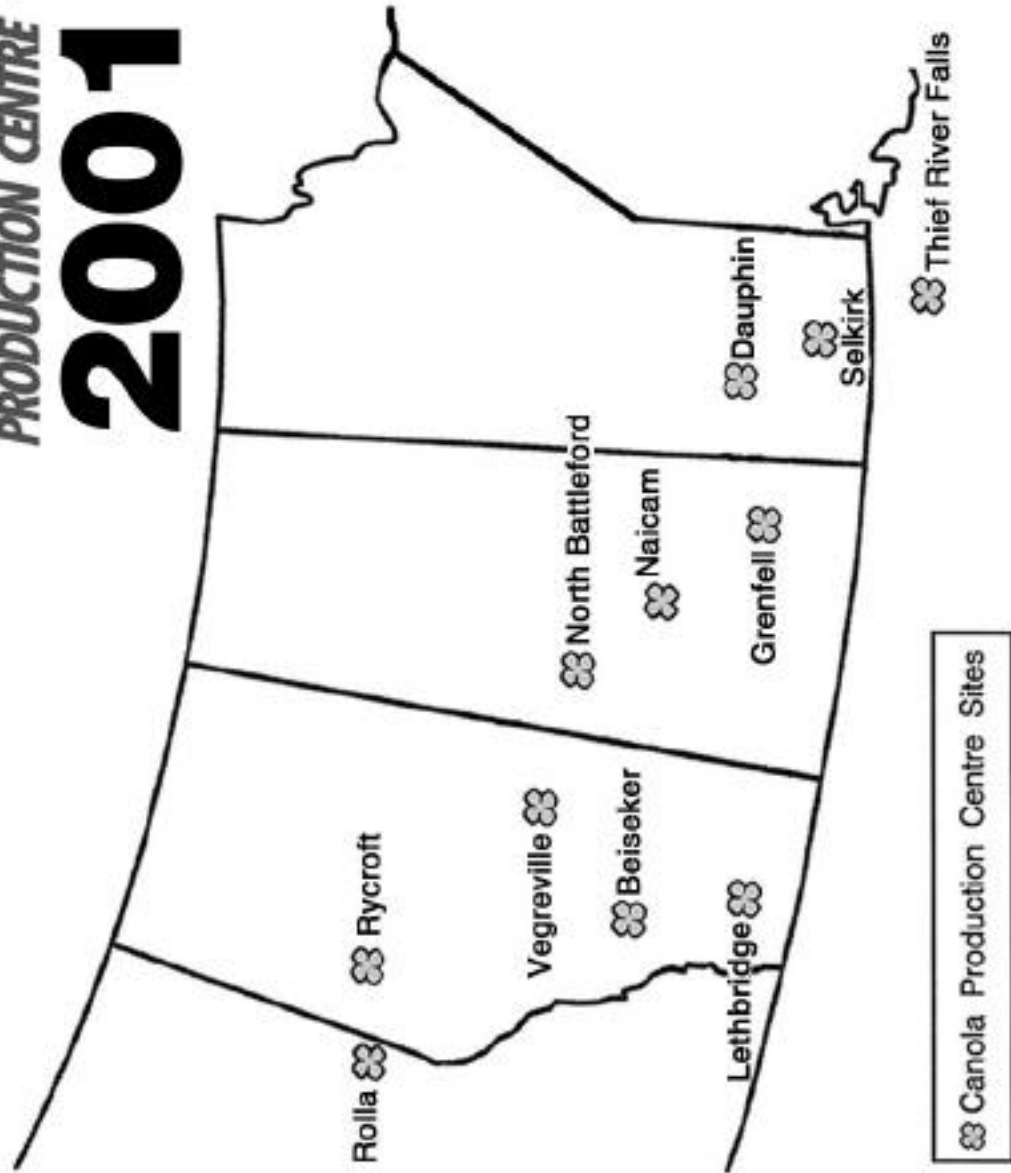 PRODUCTION CENTRE
2001
Rolla
Rycroft
Vegreville
Beiseker
Lethbridge
North Battleford
Naicam
Grenfell
Dauphin
Selkirk
Thief River Falls
Canola Production Centre Sites